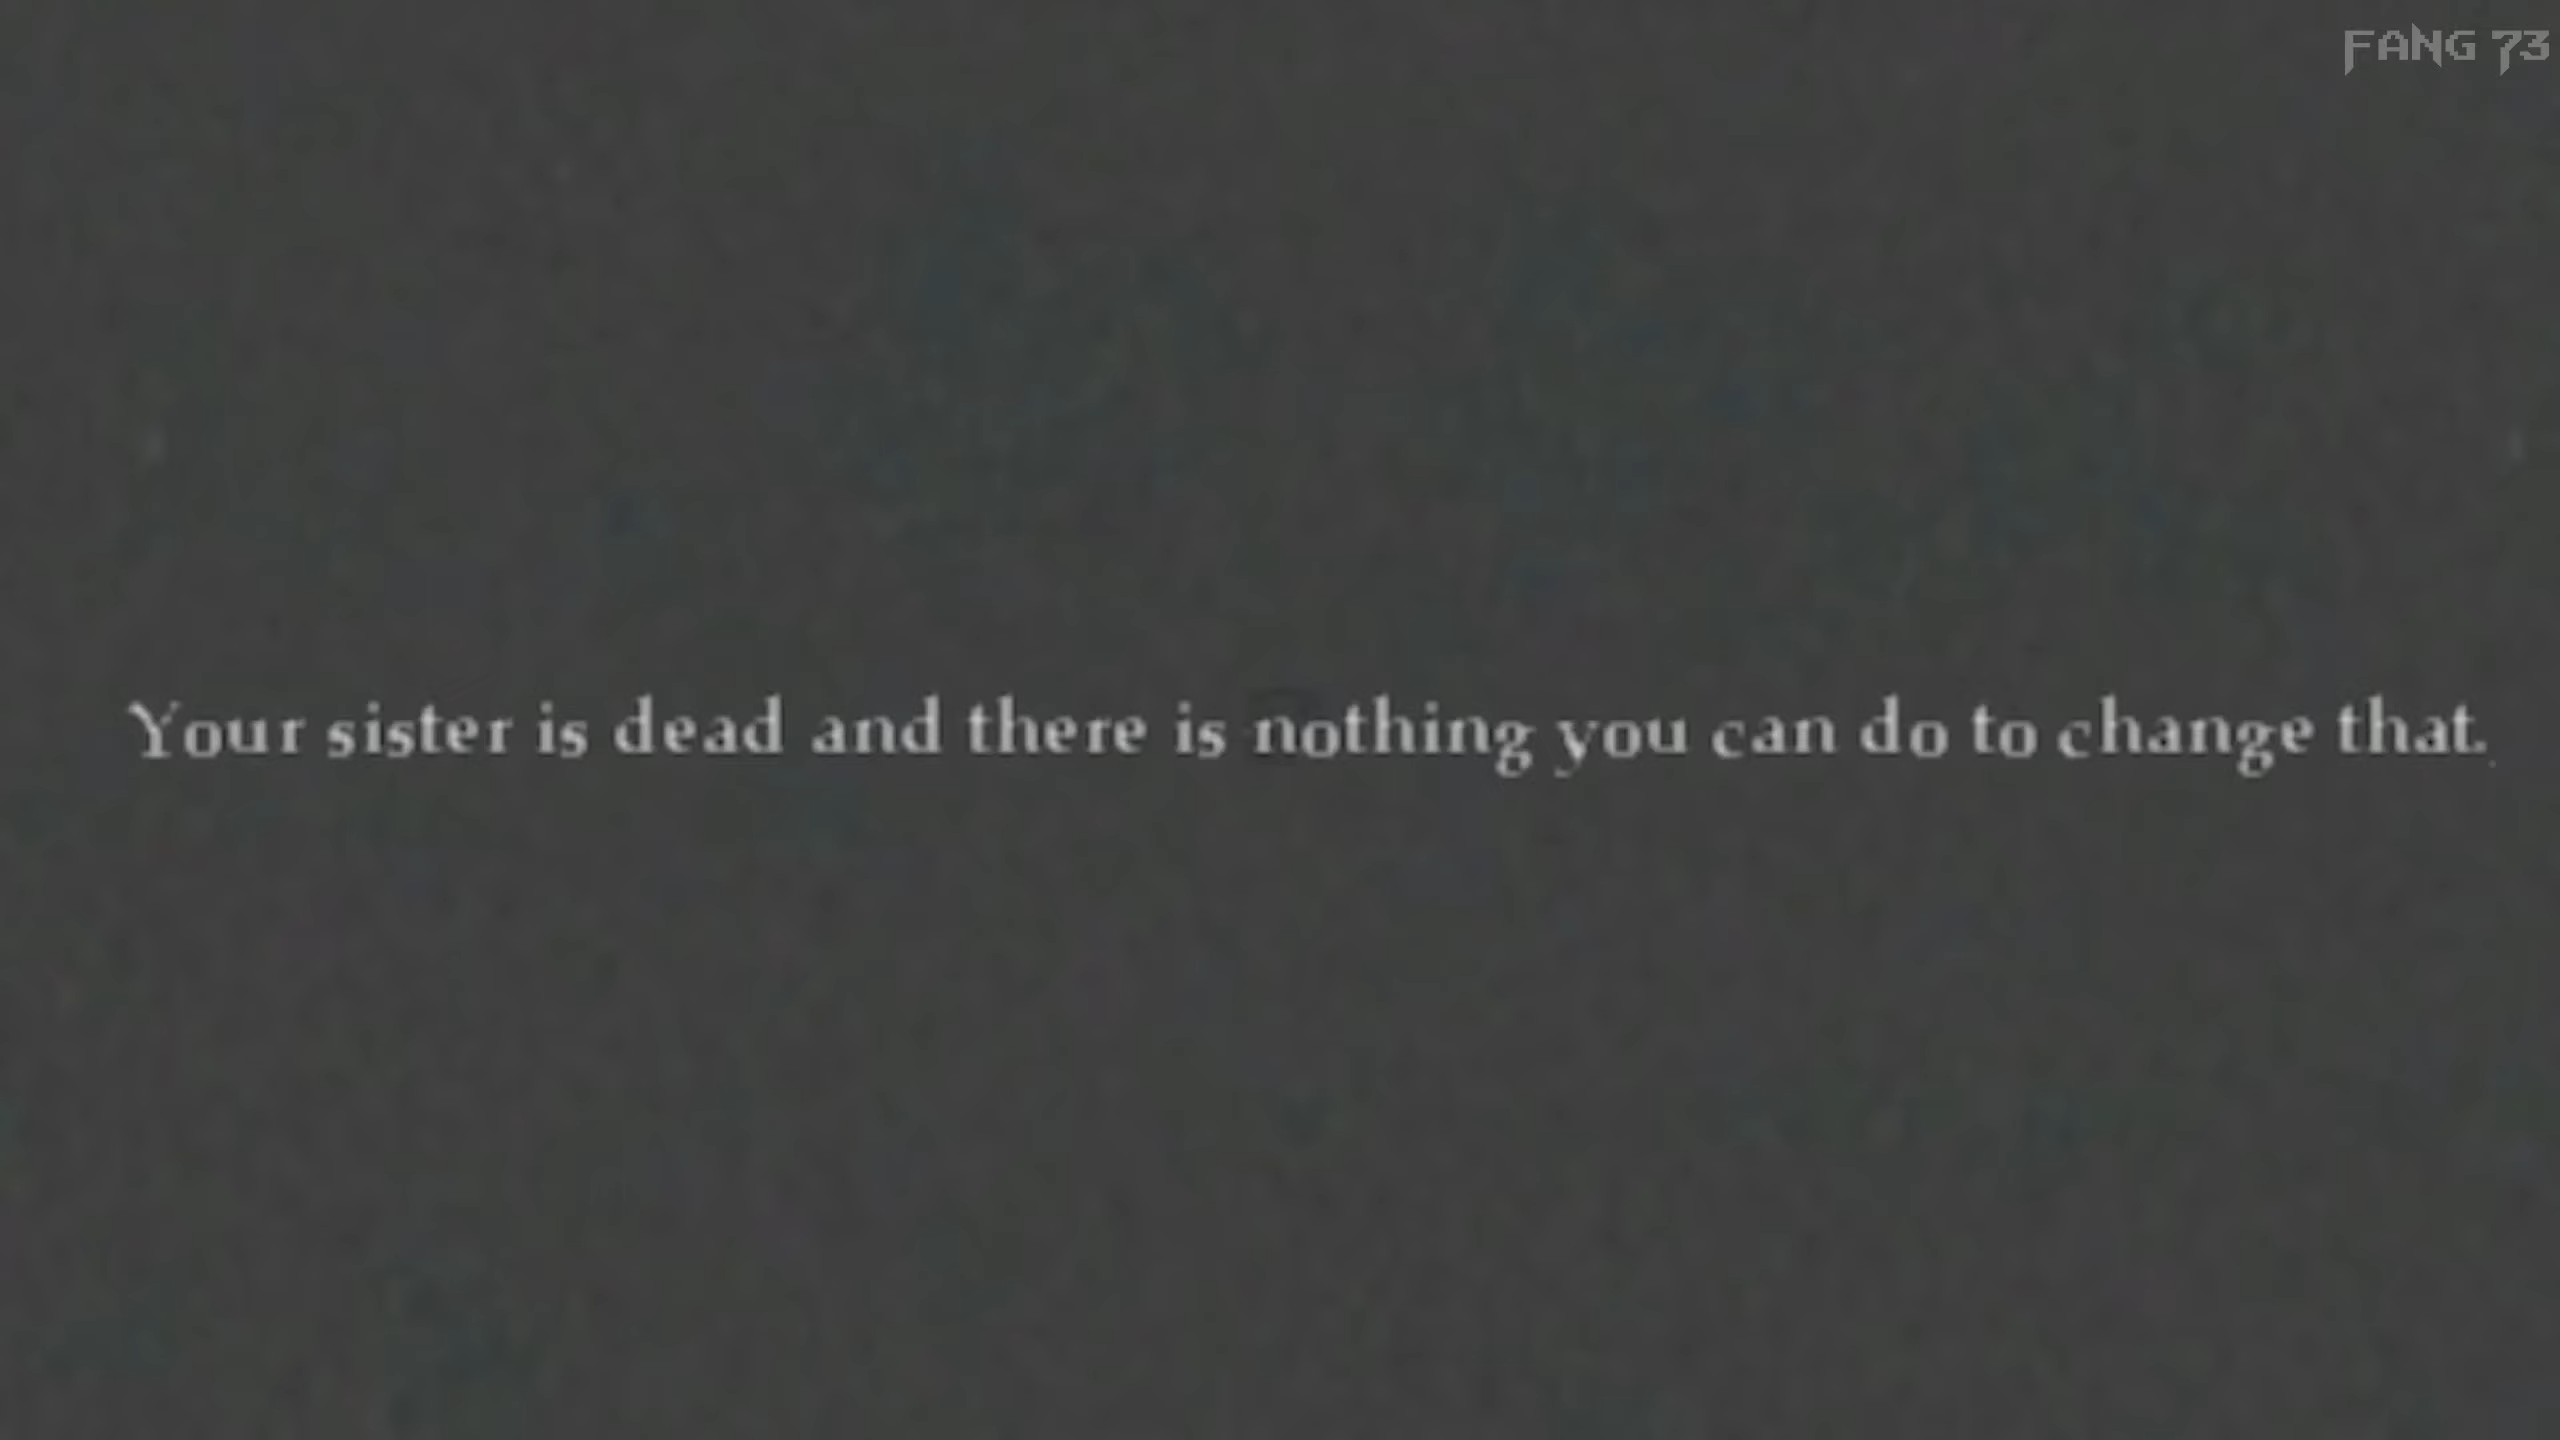 FANG 73
Your sister is dead and there is nothing you can do to change that.